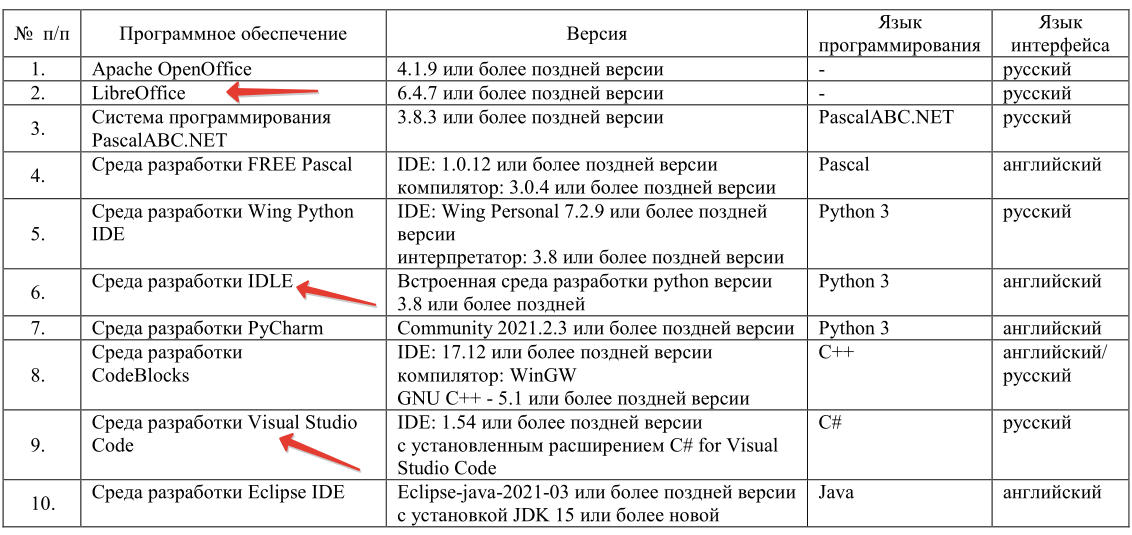 № п/п Программное обеспечение Версия Язык программирования Язык интерфейса
1. Apache OpenOffice 4.1.9 или более поздней версии - русский
2. LibreOffice 6.4.7 или более поздней версии - русский
3. Система программирования PascalABC.NET 3.8.3 или более поздней версии PascalABC.NET русский
4. Среда разработки FREE Pascal IDE: 1.0.12 или более поздней версии
компилятор: 3.0.4 или более поздней версии Pascal английский
5. Среда разработки Wing Python IDE IDE: Wing Personal 7.2.9 или более поздней версии
интерпретатор: 3.8 или более поздней версии Python 3 русский
6. Среда разработки IDLE Встроенная среда разработки python версии 3.8 или более поздней Python 3 английский
7. Среда разработки PyCharm Community 2021.2.3 или более поздней версии Python 3 английский
8. Среда разработки CodeBlocks IDE: 17.12 или более поздней версии
компилятор: WinGW
GNU C++ - 5.1 или более поздней версии C++ английский/русский
9. Среда разработки Visual Studio Code IDE: 1.54 или более поздней версии
с установленным расширением C# for Visual Studio Code C# русский
10. Среда разработки Eclipse IDE Eclipse-java-2021-03 или более поздней версии
с установкой JDK 15 или более новой Java английский